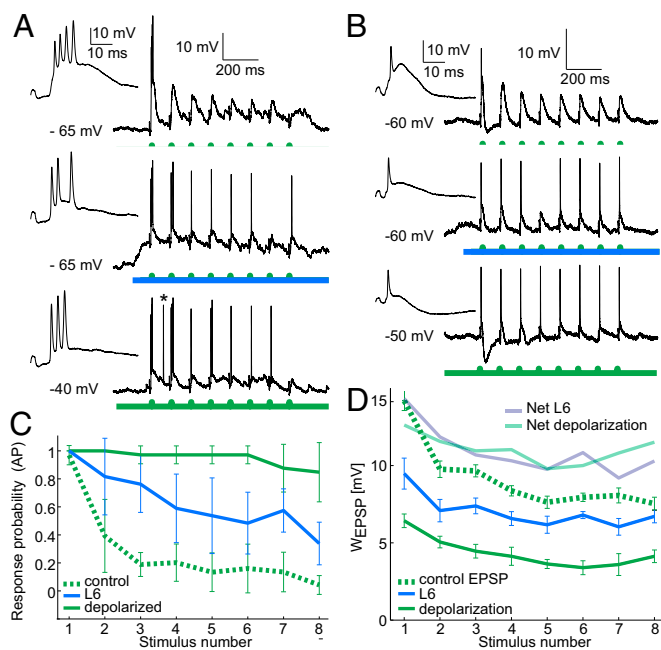 A
10 mV
10 ms
10 mV
200 ms
- 65 mV
- 65 mV
*
-40 mV
B
10 mV
10 ms
10 mV
200 ms
-60 mV
-60 mV
-50 mV
C
Response probability (AP)
1
0.8
0.6
0.4
0.2
0
control
L6
depolarized
1 2 3 4 5 6 7 8
Stimulus number
D
WEPSP [mV]
15
10
5
0
Net L6
Net depolarization
control EPSP
L6
depolarization
1 2 3 4 5 6 7 8
Stimulus number